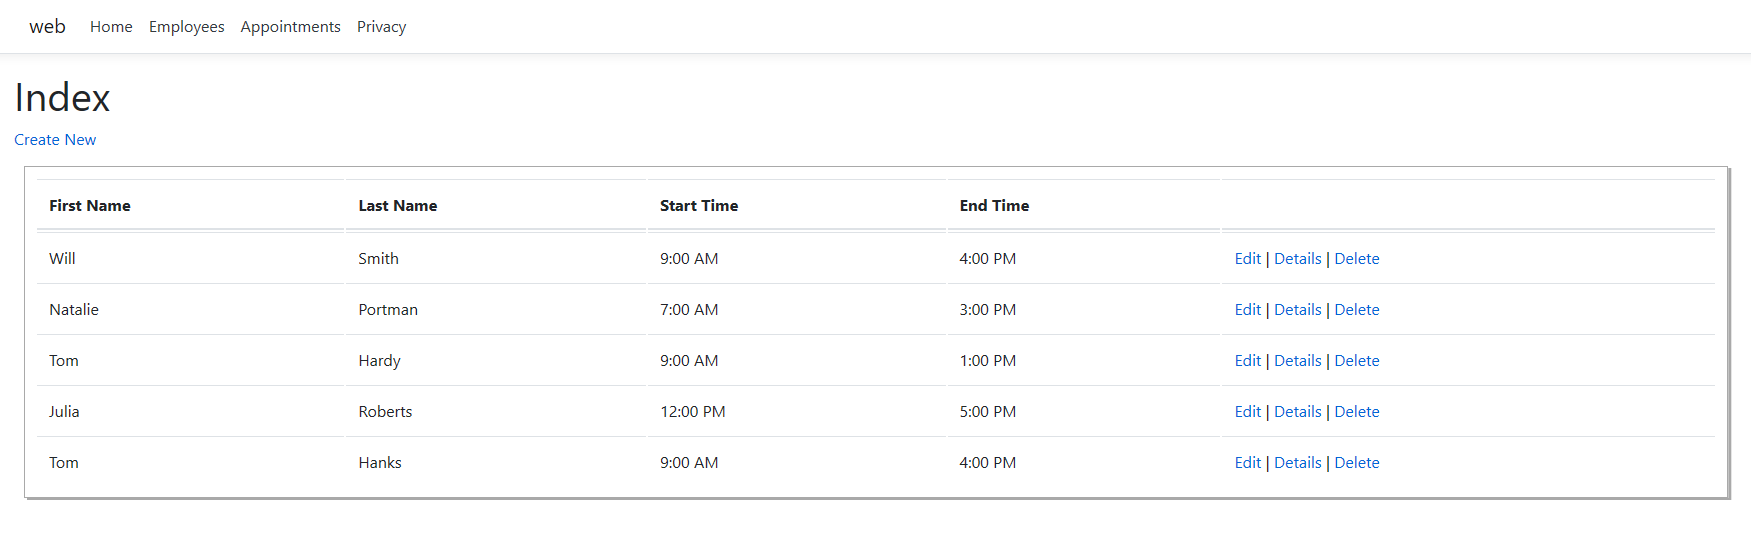 web Home Employees Appointments Privacy
Index
Create New
First Name Last Name Start Time End Time
Will Smith 9:00 AM 4:00 PM Edit | Details | Delete
Natalie Portman 7:00 AM 3:00 PM Edit | Details | Delete
Tom Hardy 9:00 AM 1:00 PM Edit | Details | Delete
Julia Roberts 12:00 PM 5:00 PM Edit | Details | Delete
Tom Hanks 9:00 AM 4:00 PM Edit | Details | Delete